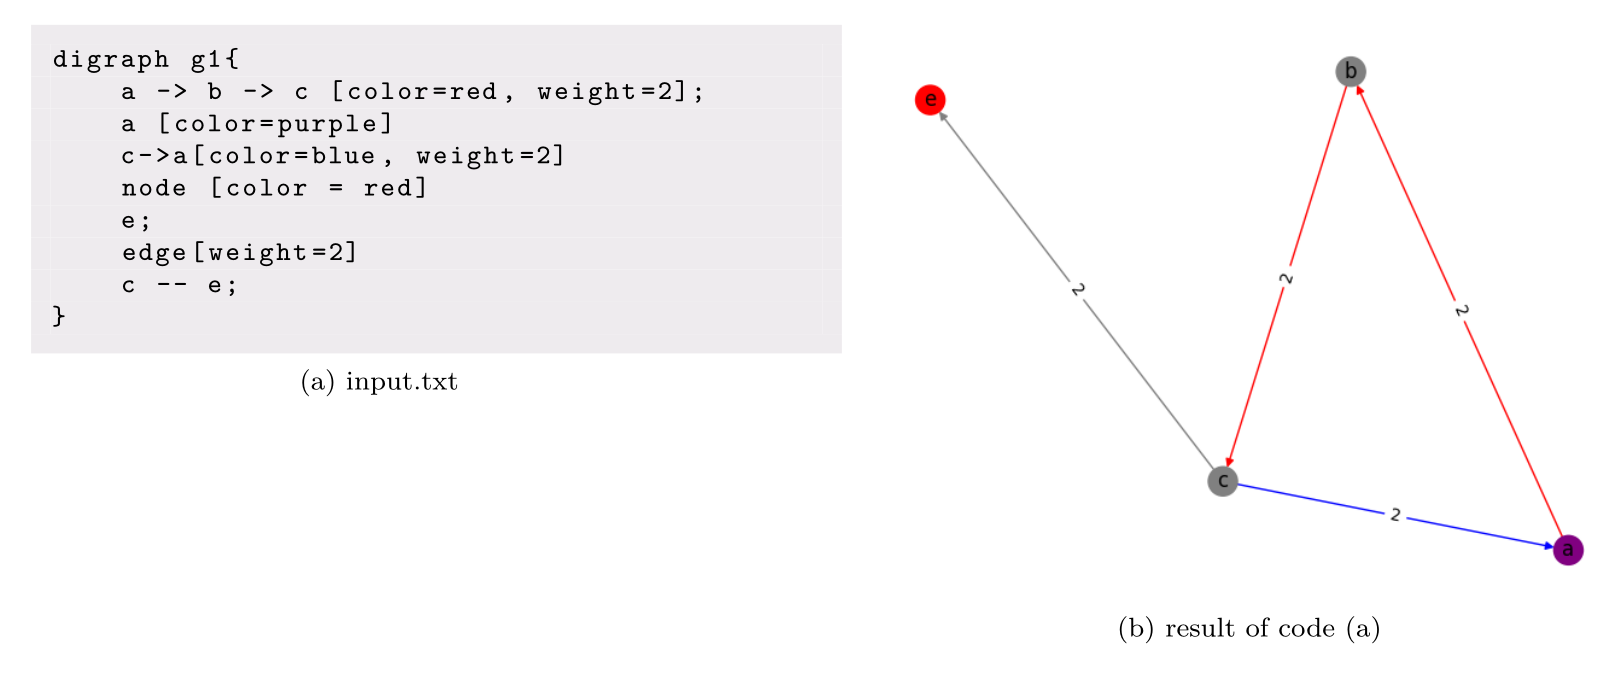 digraph g1{
    a -> b -> c [color=red, weight=2];
    a [color=purple]
    c->a[color=blue, weight=2]
    node [color = red]
    e;
    edge[weight=2]
    c -- e;
}
(a) input.txt
b
e
2
2
2
c
2
a
(b) result of code (a)